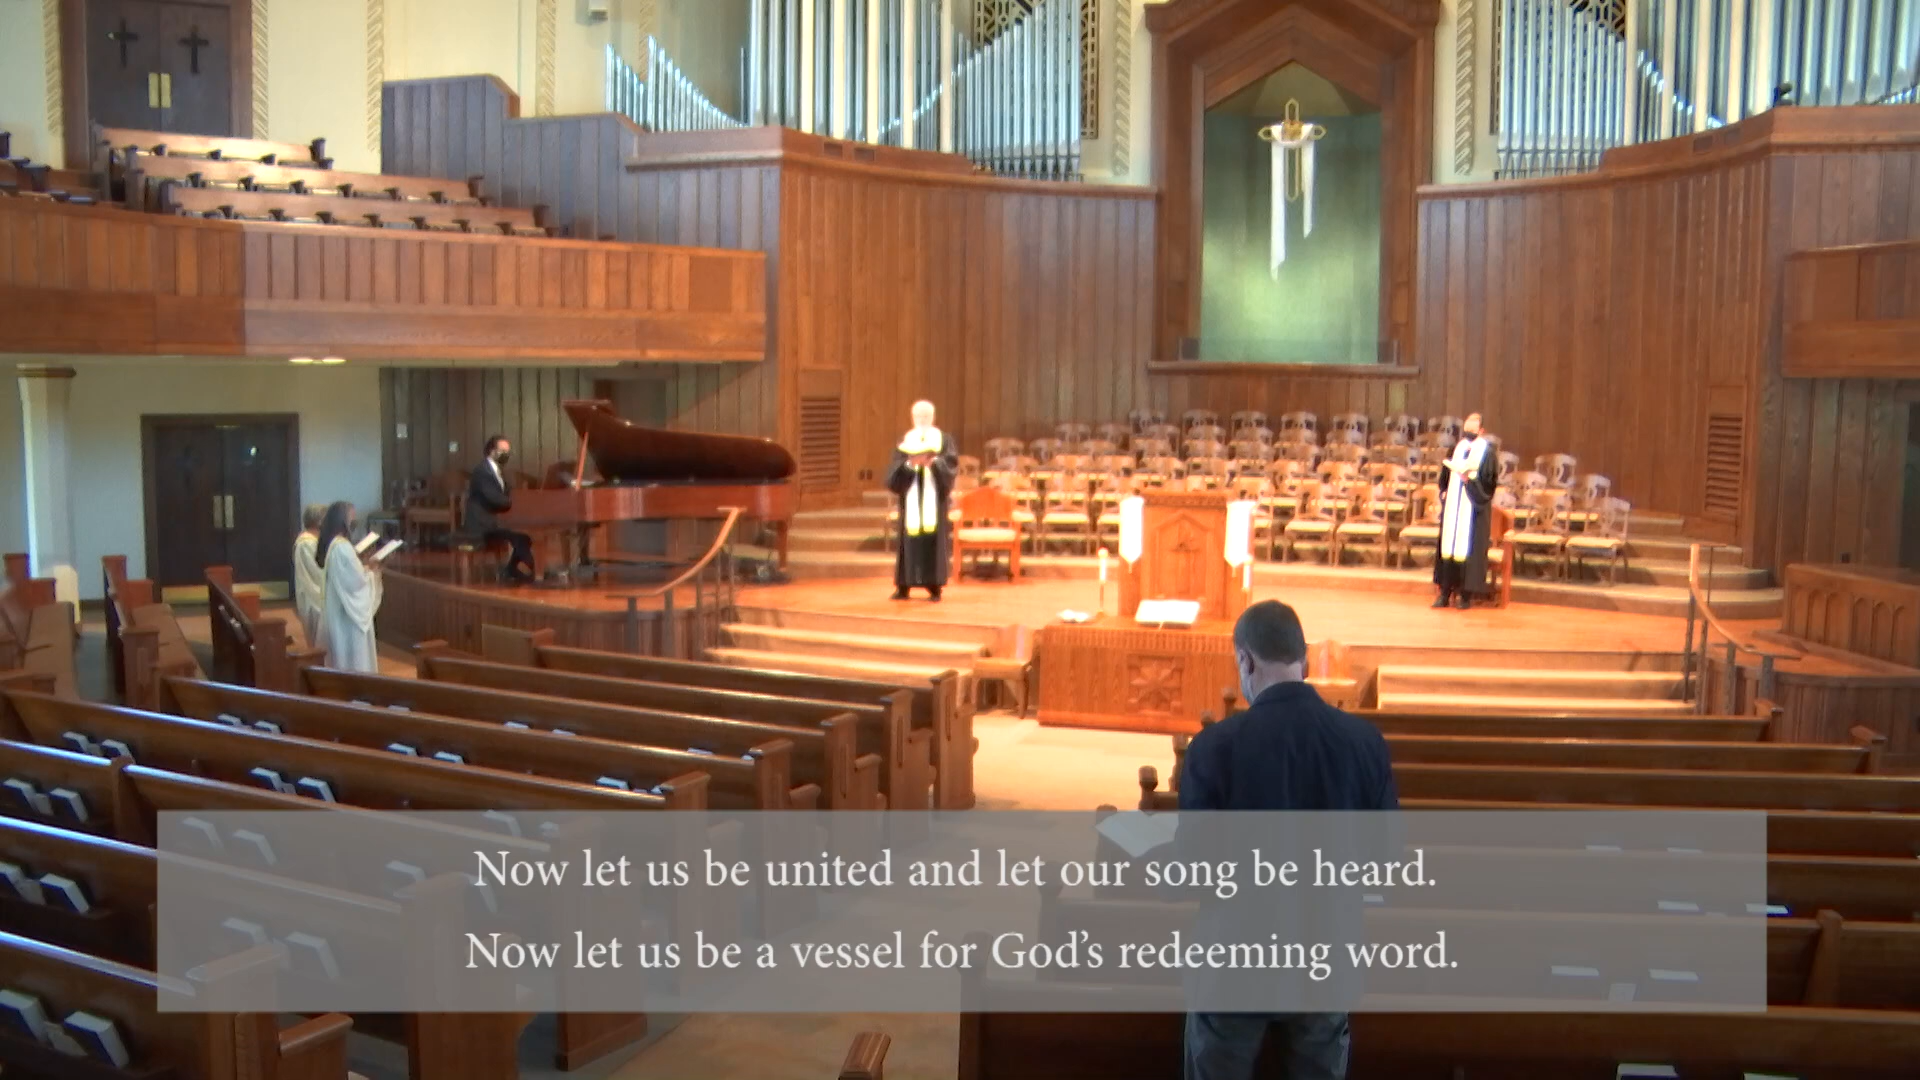 Now let us be united and let our song be heard.
Now let us be a vessel for God’s redeeming word.